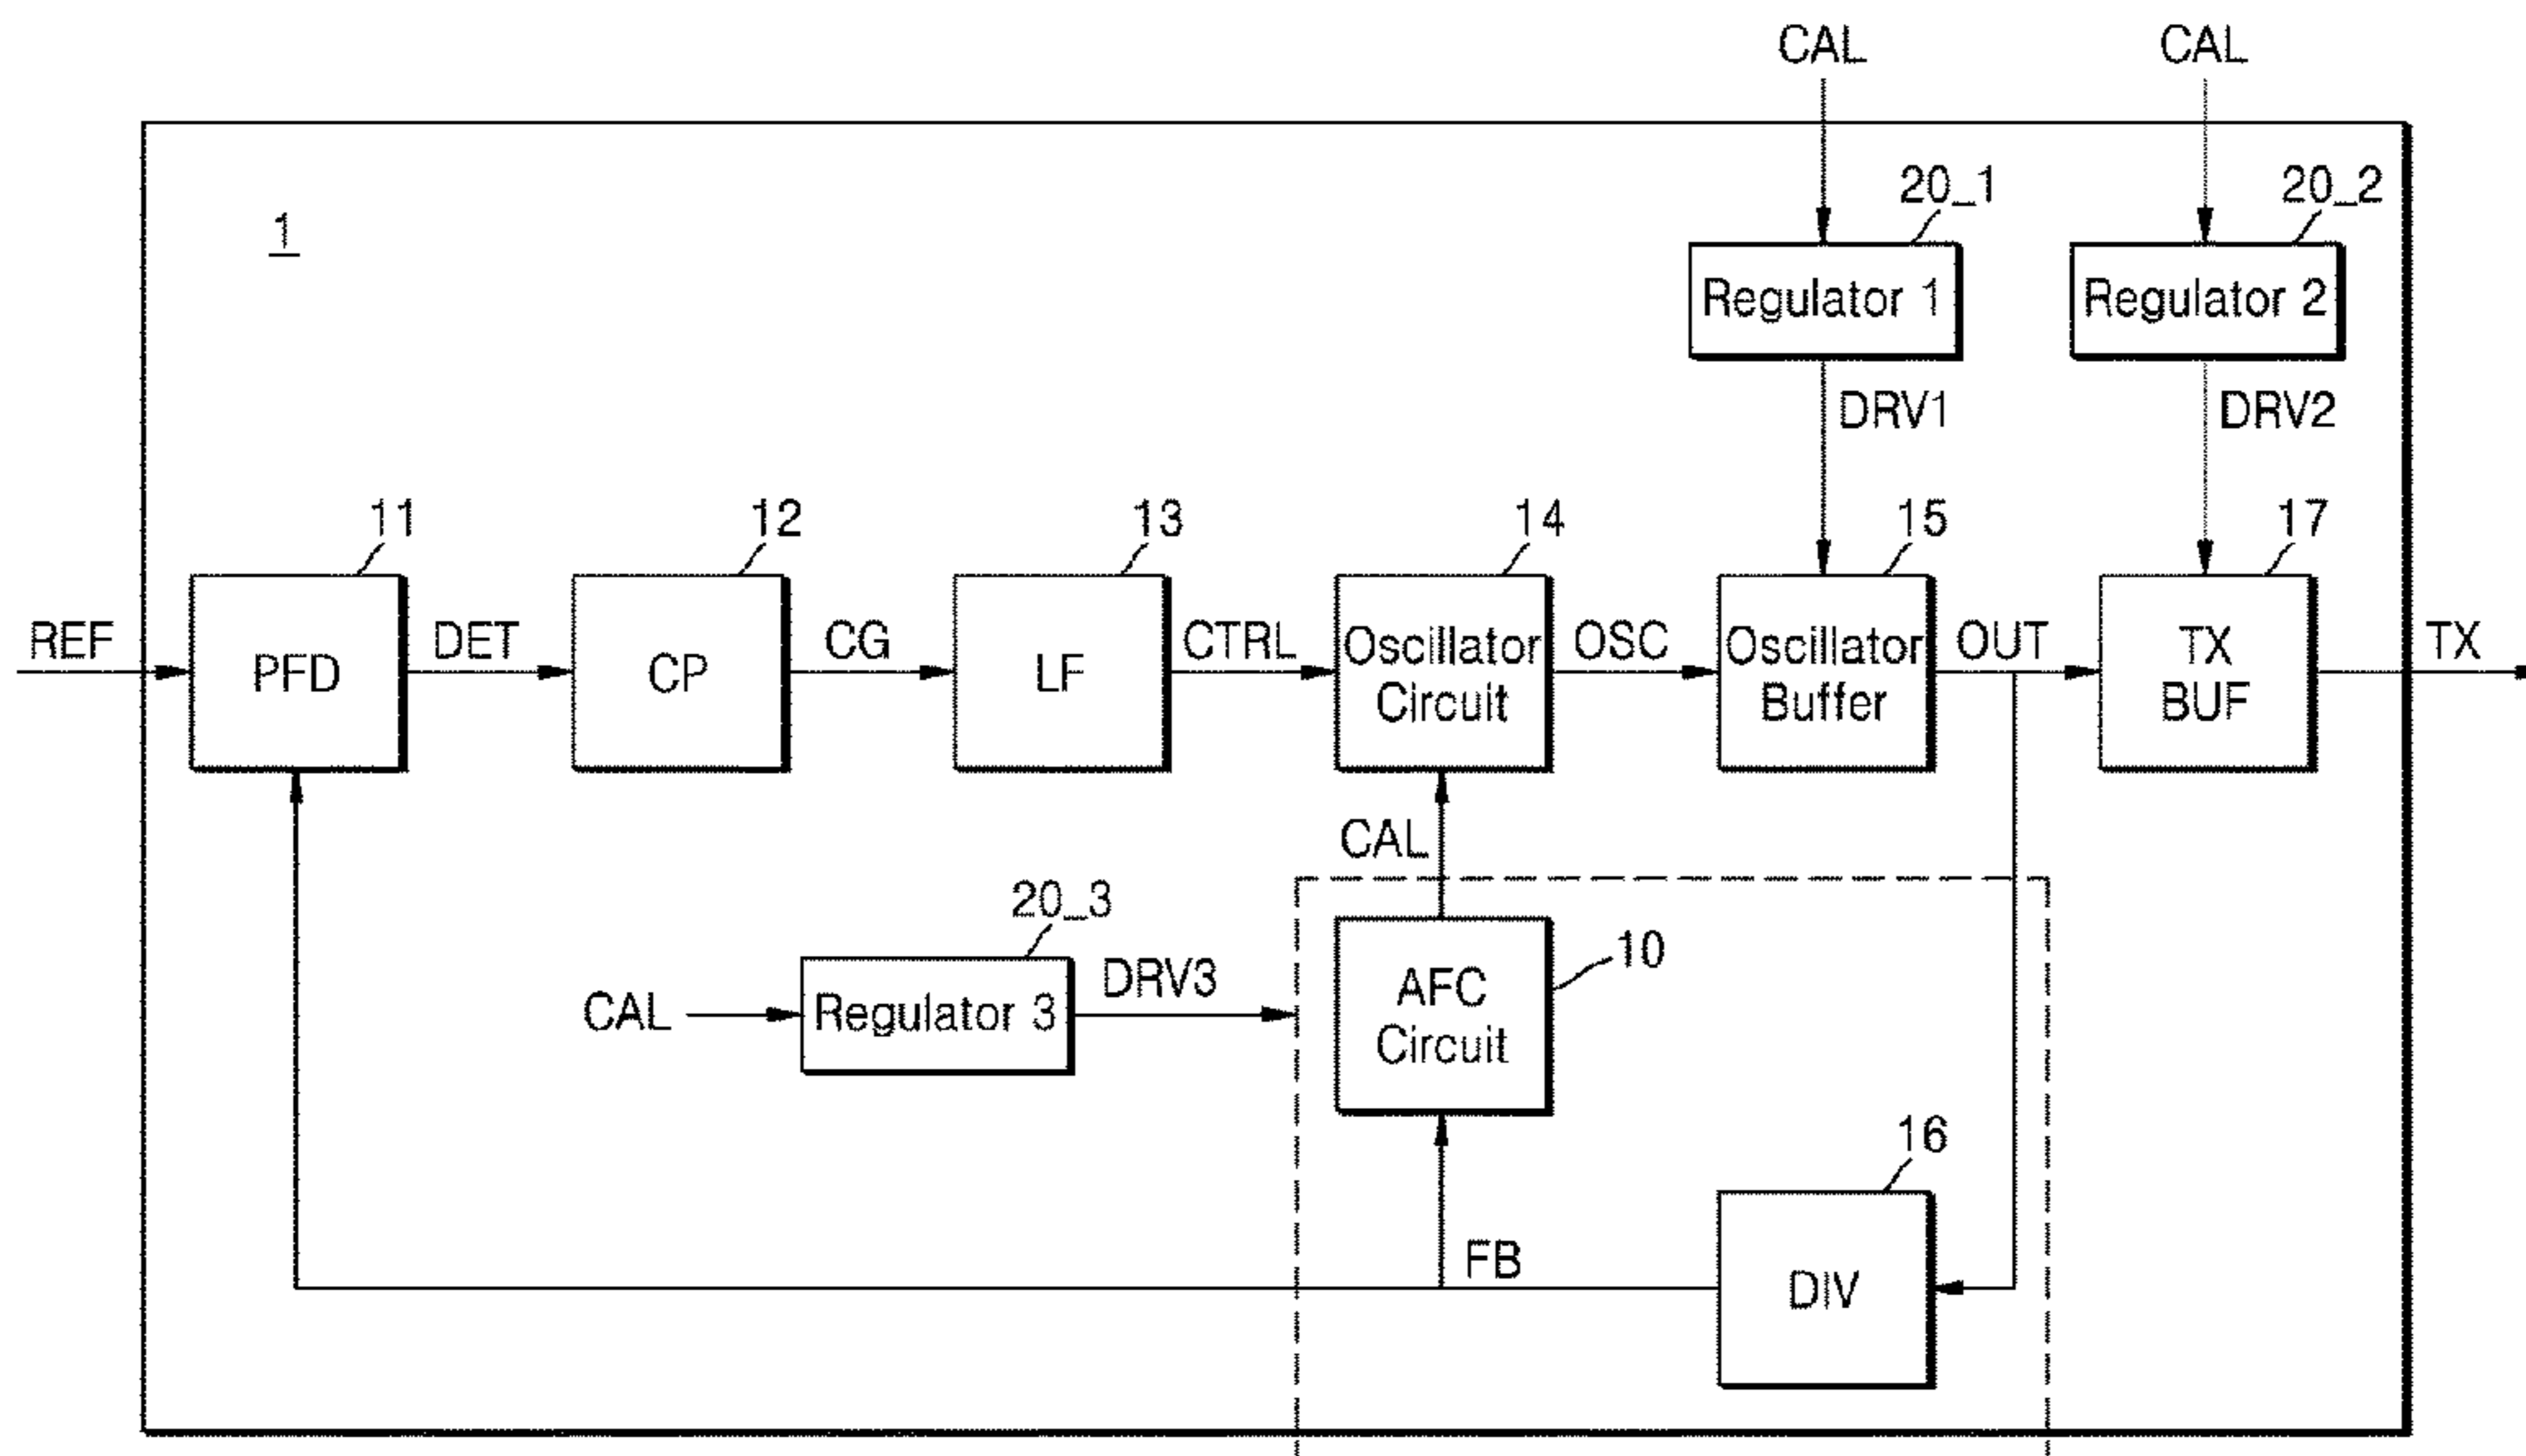 CAL
CAL
20_1
20_2
1
Regulator 1
Regulator 2
DRV1
DRV2
11
12
13
14
15
17
REF
PFD
DET
CP
CG
LF
CTRL
Oscillator
Circuit
OSC
Oscillator
Buffer
OUT
TX
BUF
TX
CAL
20_3
CAL
Regulator 3
DRV3
AFC
Circuit
10
16
FB
DIV